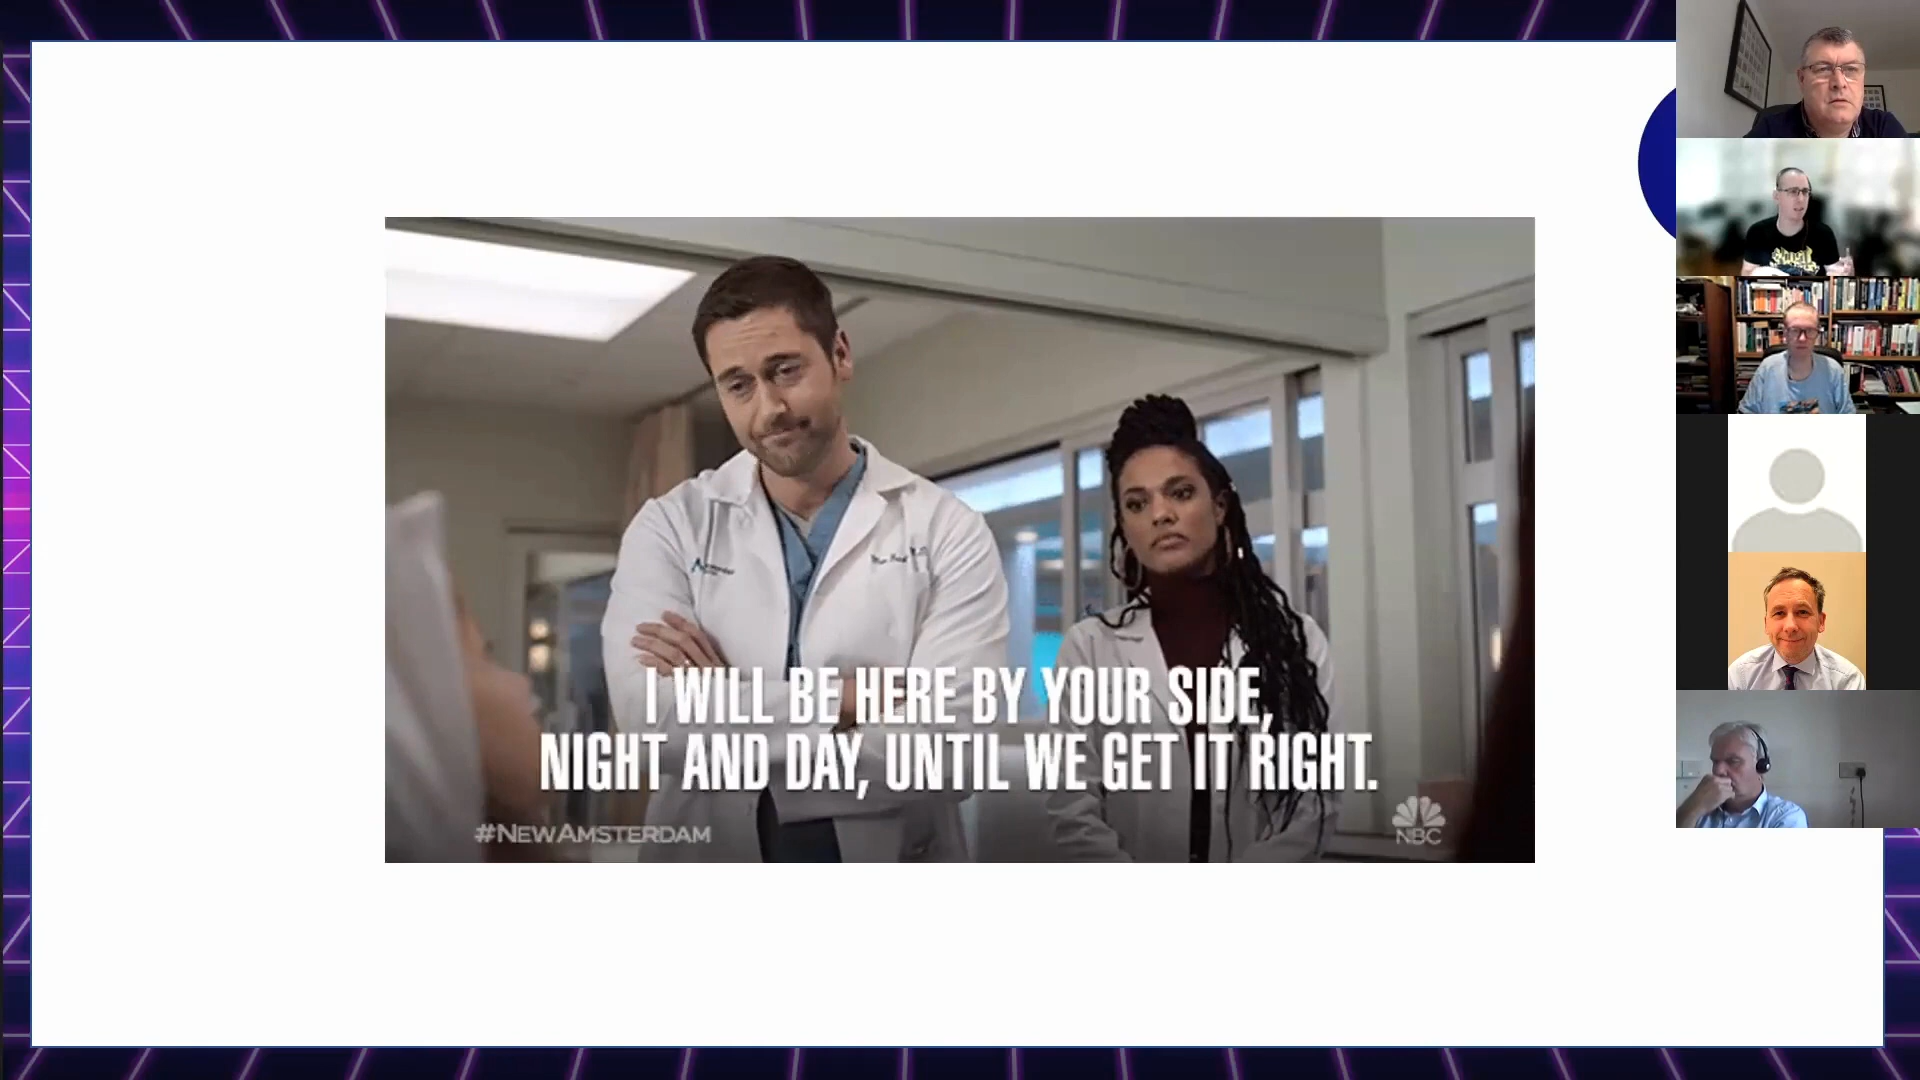 I WILL BE HERE BY YOUR SIDE,
NIGHT AND DAY, UNTIL WE GET IT RIGHT.
#NEWAMSTERDAM
NBC